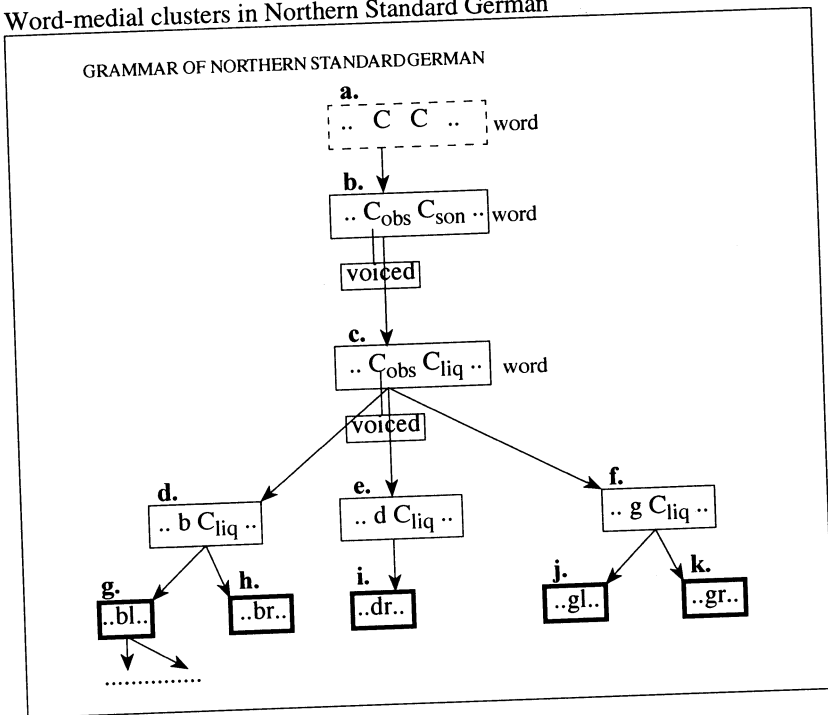 Word-medial clusters in Northern Standard German
GRAMMAR OF NORTHERN STANDARD GERMAN
a.
.. C C .. word
b.
.. Cobs Cson .. word
voiced
c.
.. Cobs Cliq .. word
voiced
d. e. f.
.. b Cliq .. .. d Cliq .. .. g Cliq ..
g. h. i. j. k.
..bl.. ..br.. ..dr.. ..gl.. ..gr..
...............